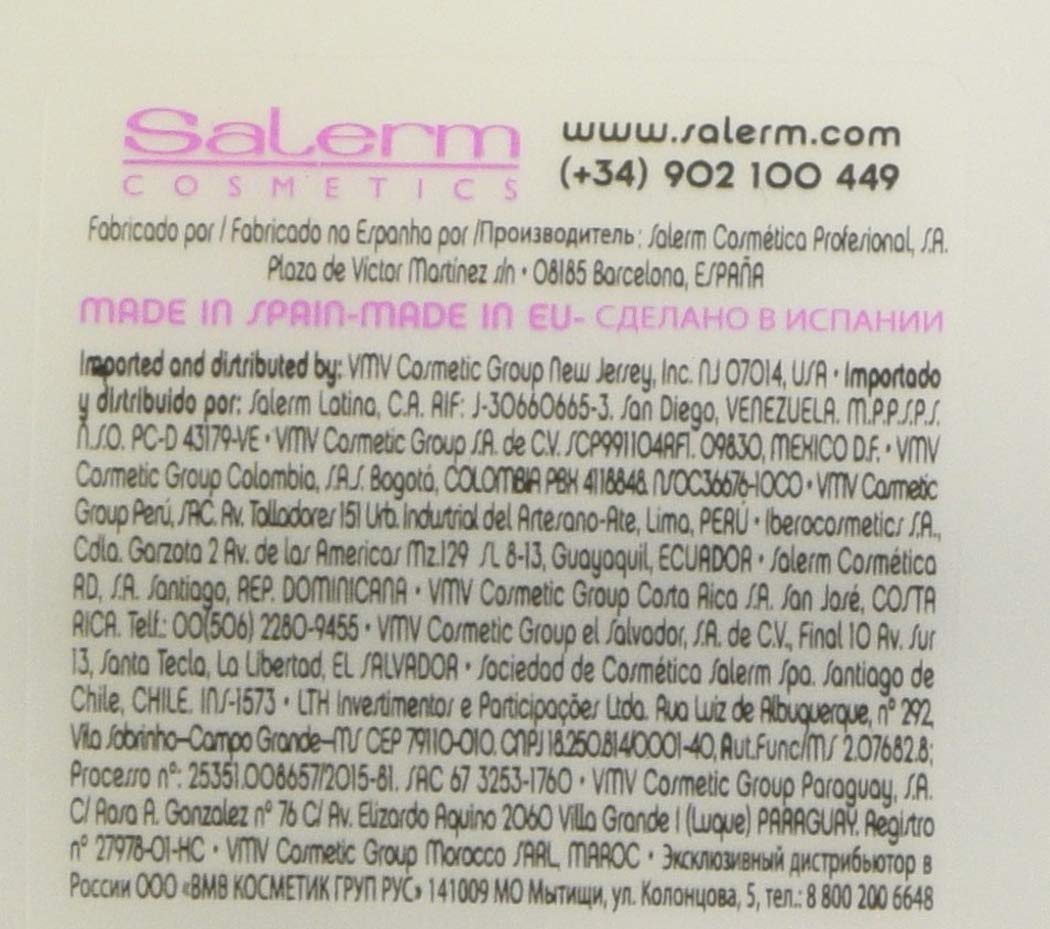 Salerm
COSMETICS
www.salerm.com
(+34) 902 100 449
Fabricado por / Fabricado na Espanha por /Производитель: Salerm Cosmética Profesional, S.A.
Plaza de Victor Martínez s/n • 08185 Barcelona, ESPAÑA
MADE IN SPAIN-MADE IN EU- СДЕЛАНО В ИСПАНИИ
Imported and distributed by: VMV Cosmetic Group New Jersey, Inc. NJ 07014, USA • Importado
y distribuido por: Salerm Latina, C.A. RIF: J-30660665-3. San Diego, VENEZUELA. M.P.P.S.P.S.
N.S.O. PC-D 43179-VE • VMV Cosmetic Group S.A. de C.V. SCP991104RF1. 09830, MEXICO D.F. • VMV
Cosmetic Group Colombia, S.A.S. Bogotá, COLOMBIA PBX 4118848. NSOC36676-10CO • VMV Cosmetic
Group Perú, SAC. Av. Talladores 151 Urb. Industrial del Artesano-Ate, Lima, PERÚ • Iberocosmetics S.A.,
Cdla. Garzota 2 Av. de las Americas Mz.129 SL 8-13, Guayaquil, ECUADOR • Salerm Cosmética
RD, S.A. Santiago, REP. DOMINICANA • VMV Cosmetic Group Costa Rica S.A. San José, COSTA
RICA. Telf.: 00(506) 2280-9455 • VMV Cosmetic Group el Salvador, S.A. de C.V., Final 10 Av. Sur
13, Santa Tecla, La Libertad, EL SALVADOR • Sociedad de Cosmética Salerm Spa. Santiago de
Chile, CHILE. INS-1573 • LTH Investimentos e Participações Ltda. Rua Luiz de Albuquerque, nº 292,
Vila Sobrinho–Campo Grande–MS CEP 79110-010. CNPJ 18.250.814/0001-40, Aut.Func/MS 2.07682.8;
Processo nº: 25351.008657/2015-81. SAC 67 3253-1760 • VMV Cosmetic Group Paraguay, S.A.
C/ Rosa A. Gonzalez nº 76 C/ Av. Elizardo Aquino 2060 Villa Grande I (Luque) PARAGUAY. Registro
nº 27978-01-HC • VMV Cosmetic Group Morocco SARL, MAROC • Эксклюзивный дистрибьютор в
России ООО «ВМВ КОСМЕТИК ГРУП РУС» 141009 МО Мытищи, ул. Колонцова, 5, тел.: 8 800 200 6648